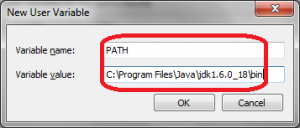 New User Variable
Variable name: PATH
Variable value: C:\Program Files\Java\jdk1.6.0_18\bin
OK Cancel